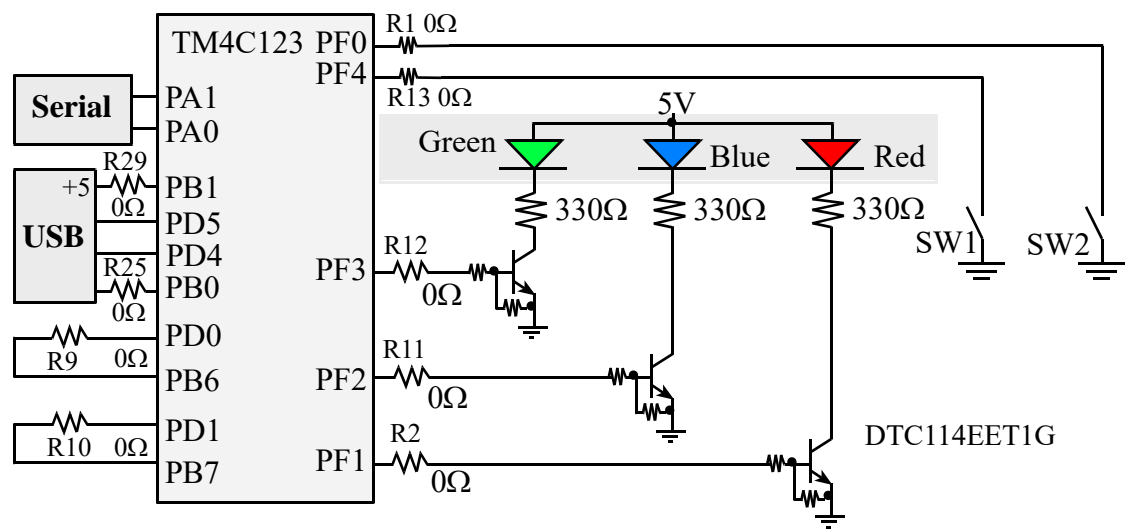 R1 0Ω
TM4C123 PF0
PF4
R13 0Ω
Serial
PA1
PA0
5V
Green
Blue
Red
R29
+5
0Ω
PB1
USB
PD5
PD4
R25
PB0
0Ω
330Ω
330Ω
330Ω
SW1
SW2
R12
PF3
0Ω
PD0
R9 0Ω
PB6
R11
PF2
0Ω
PD1
R10 0Ω
PB7
R2
PF1
0Ω
DTC114EET1G